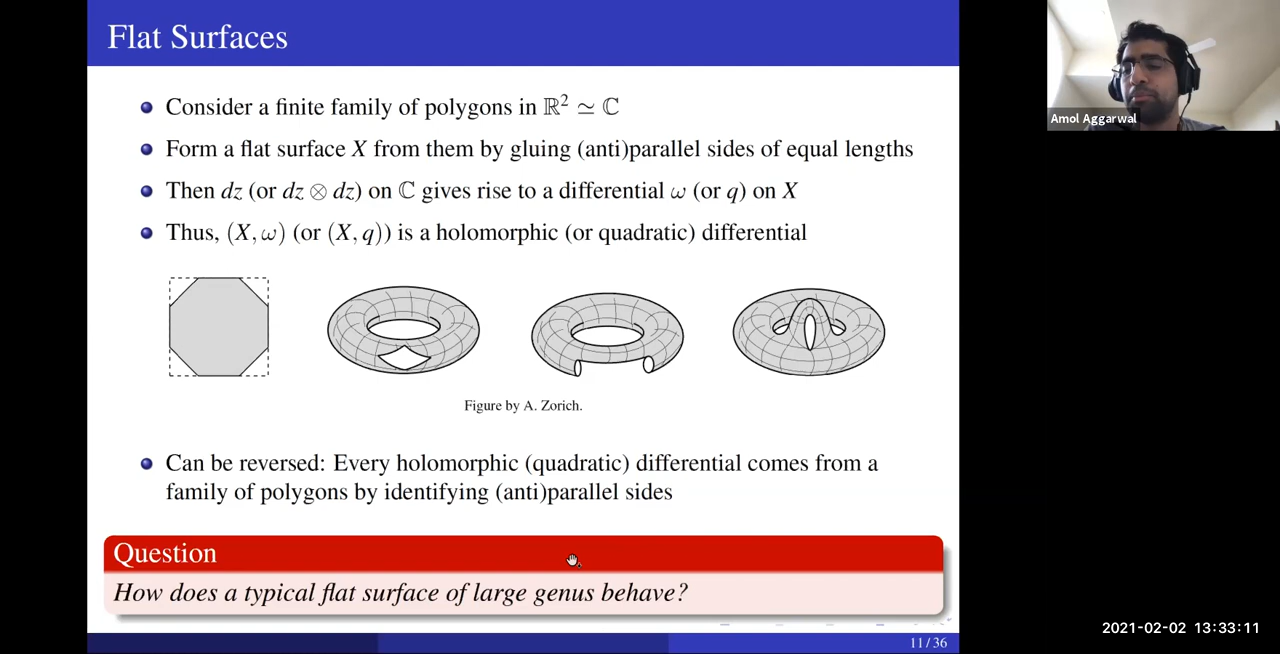 Flat Surfaces
Consider a finite family of polygons in ℝ² ≃ ℂ
Form a flat surface X from them by gluing (anti)parallel sides of equal lengths
Then dz (or dz ⊗ dz) on ℂ gives rise to a differential ω (or q) on X
Thus, (X, ω) (or (X, q)) is a holomorphic (or quadratic) differential
Figure by A. Zorich.
Can be reversed: Every holomorphic (quadratic) differential comes from a
family of polygons by identifying (anti)parallel sides
Question
How does a typical flat surface of large genus behave?
11 / 36
Amol Aggarwal
2021-02-02 13:33:11